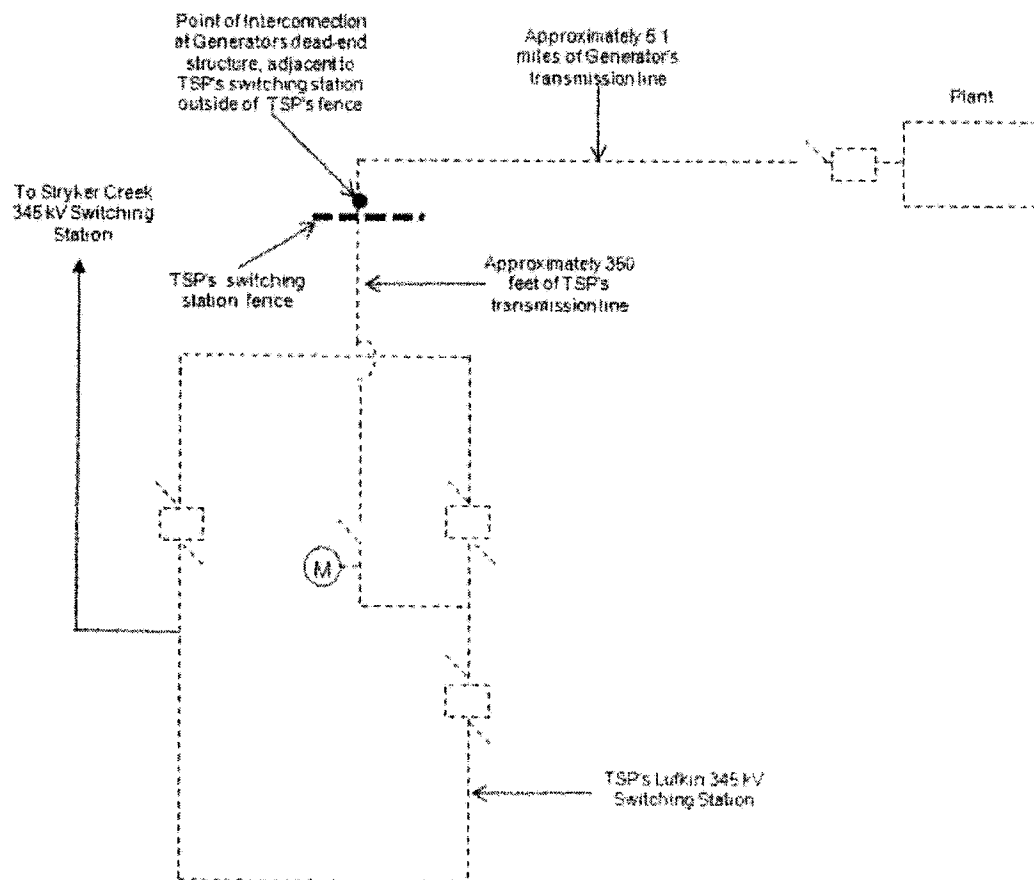 Point of Interconnection
at Generators dead-end
structure, adjacent to
TSP's switching station
outside of TSP's fence
Approximately 5.1
miles of Generator's
transmission line
Plant
To Stryker Creek
345 kV Switching
Station
TSP's switching
station fence
Approximately 350
feet of TSP's
transmission line
M
TSP's Lufkin 345 kV
Switching Station